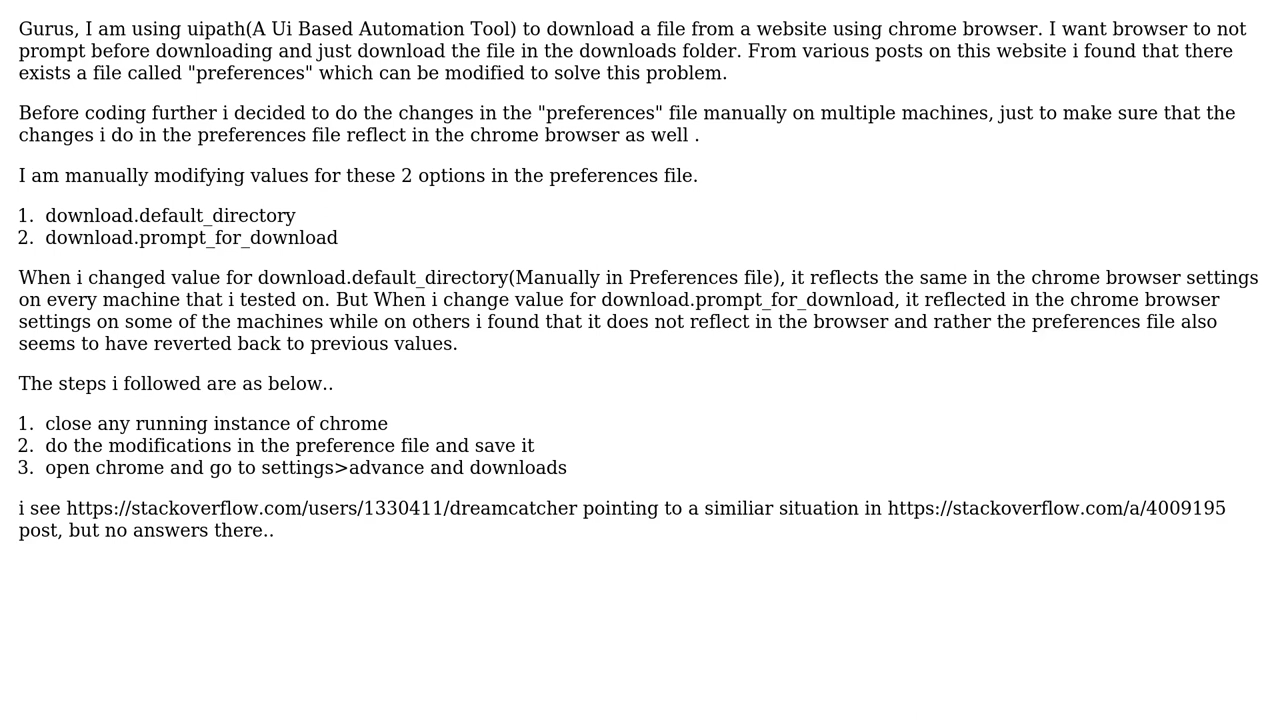 Gurus, I am using uipath(A Ui Based Automation Tool) to download a file from a website using chrome browser. I want browser to not
prompt before downloading and just download the file in the downloads folder. From various posts on this website i found that there
exists a file called "preferences" which can be modified to solve this problem.
Before coding further i decided to do the changes in the "preferences" file manually on multiple machines, just to make sure that the
changes i do in the preferences file reflect in the chrome browser as well .
I am manually modifying values for these 2 options in the preferences file.
1. download.default_directory
2. download.prompt_for_download
When i changed value for download.default_directory(Manually in Preferences file), it reflects the same in the chrome browser settings
on every machine that i tested on. But When i change value for download.prompt_for_download, it reflected in the chrome browser
settings on some of the machines while on others i found that it does not reflect in the browser and rather the preferences file also
seems to have reverted back to previous values.
The steps i followed are as below..
1. close any running instance of chrome
2. do the modifications in the preference file and save it
3. open chrome and go to settings>advance and downloads
i see https://stackoverflow.com/users/1330411/dreamcatcher pointing to a similiar situation in https://stackoverflow.com/a/4009195
post, but no answers there..